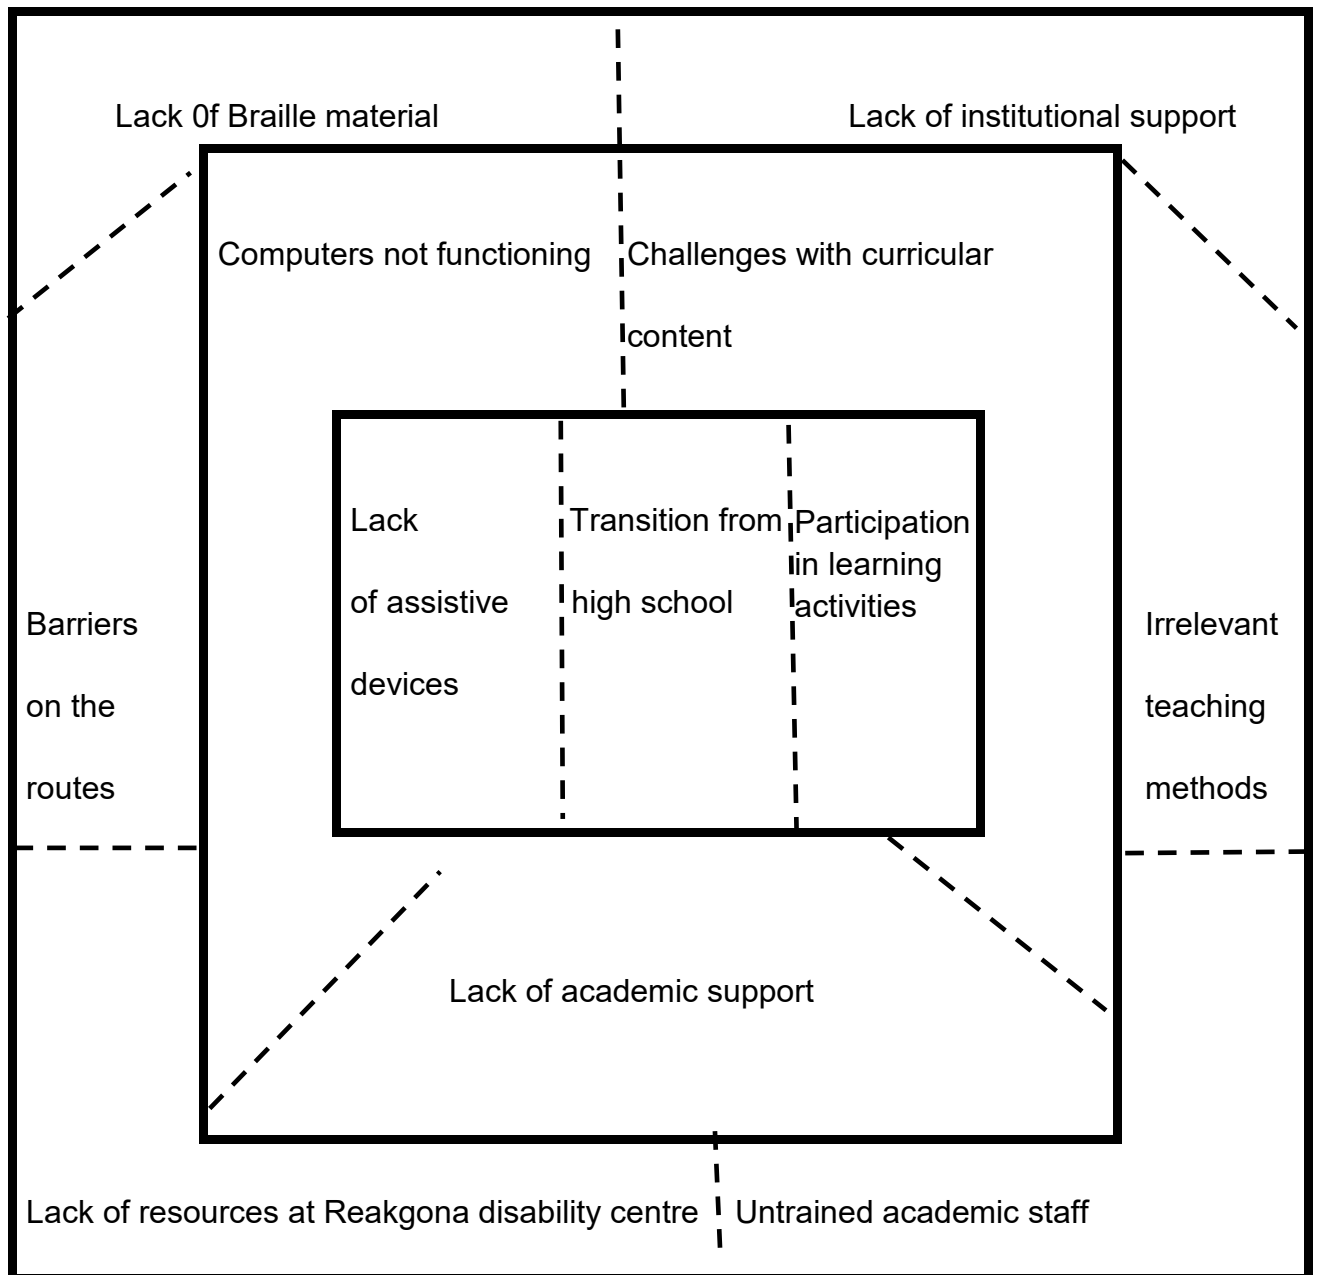 Lack 0f Braille material
Lack of institutional support
Computers not functioning
Challenges with curricular
content
Lack
of assistive
devices
Transition from
high school
Participation
in learning
activities
Barriers
on the
routes
Irrelevant
teaching
methods
Lack of academic support
Lack of resources at Reakgona disability centre
Untrained academic staff